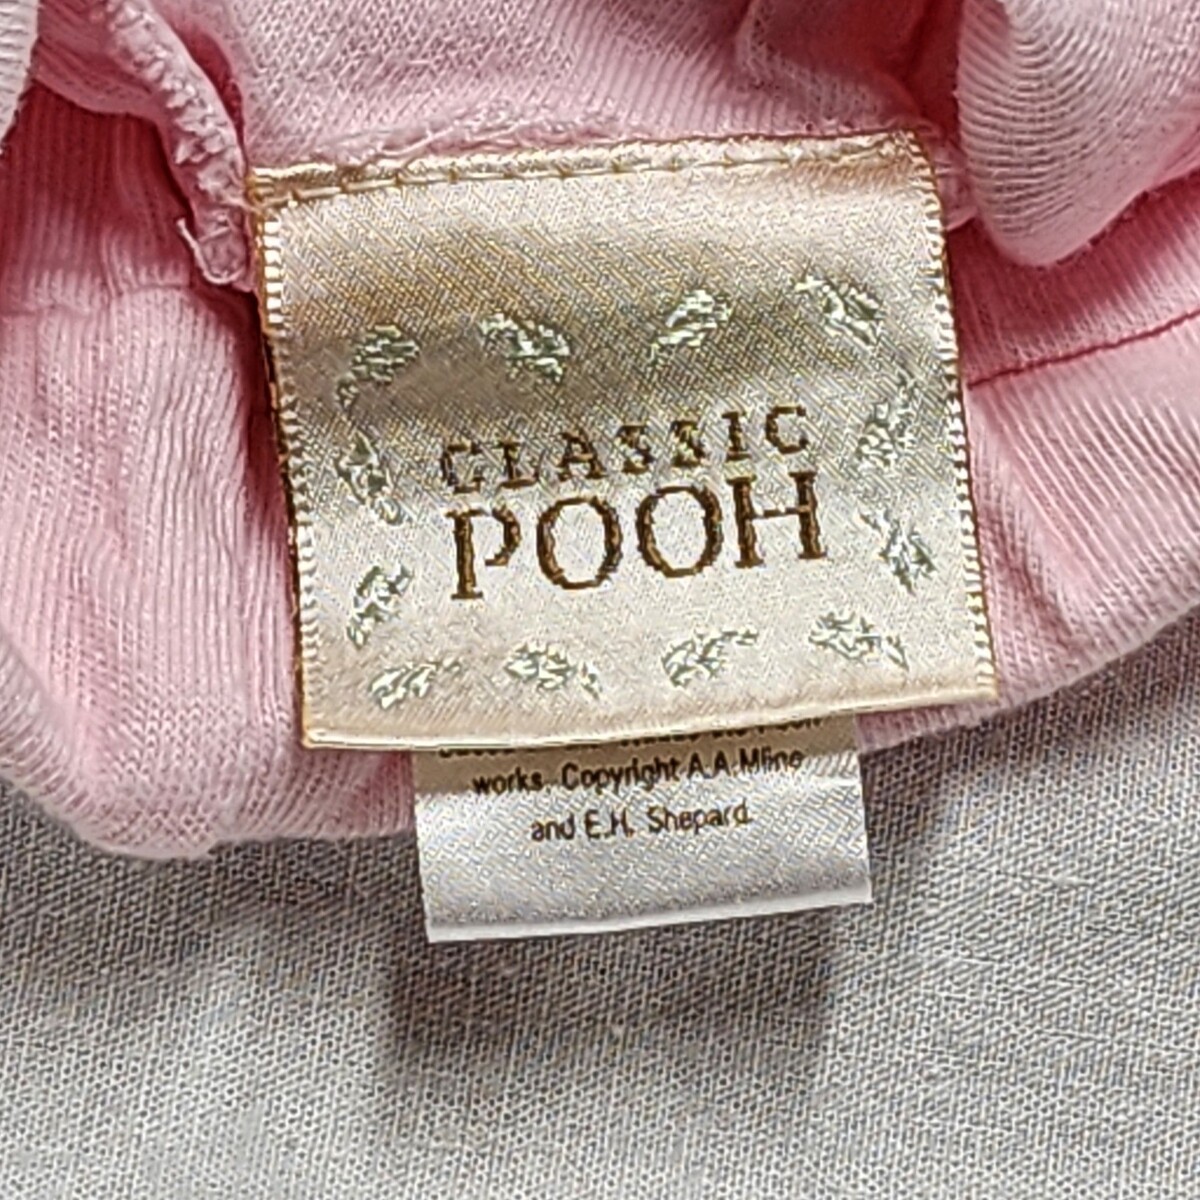 CLASSIC
POOH
works. Copyright A.A.Milne
and E.H. Shepard.